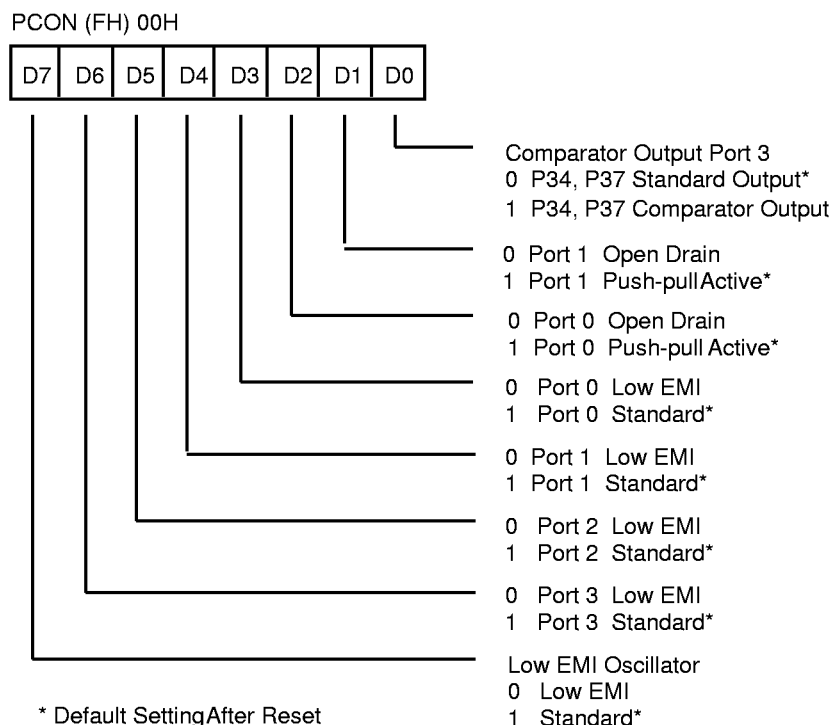 PCON (FH) 00H
D7 D6 D5 D4 D3 D2 D1 D0
Comparator Output Port 3
0 P34, P37 Standard Output*
1 P34, P37 Comparator Output
0 Port 1 Open Drain
1 Port 1 Push-pull Active*
0 Port 0 Open Drain
1 Port 0 Push-pull Active*
0 Port 0 Low EMI
1 Port 0 Standard*
0 Port 1 Low EMI
1 Port 1 Standard*
0 Port 2 Low EMI
1 Port 2 Standard*
0 Port 3 Low EMI
1 Port 3 Standard*
Low EMI Oscillator
0 Low EMI
1 Standard*
* Default Setting After Reset